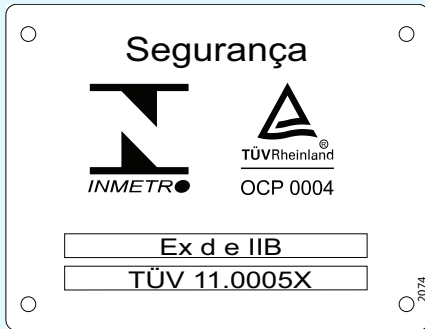 Segurança
INMETRO
TÜVRheinland®
OCP 0004
Ex d e IIB
TÜV 11.0005X
2074